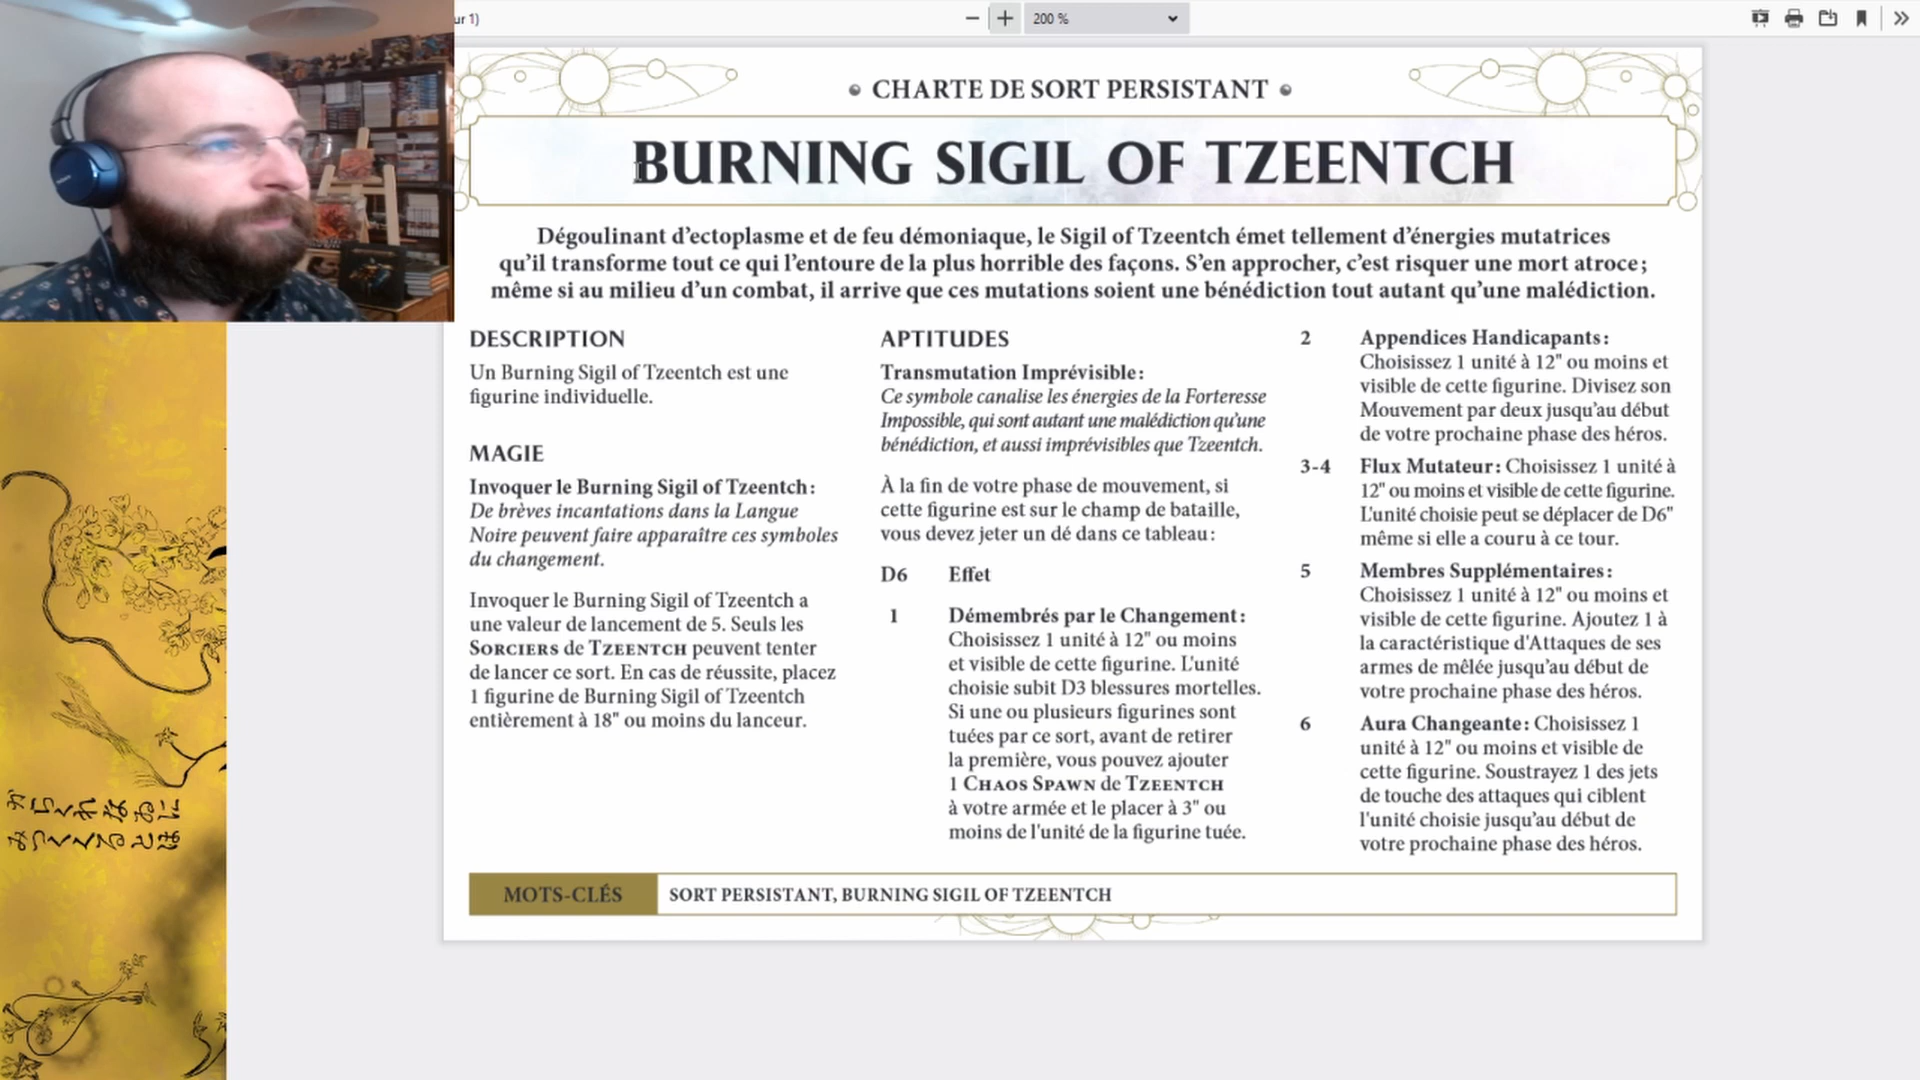 ur 1)
200 %
CHARTE DE SORT PERSISTANT
BURNING SIGIL OF TZEENTCH
Dégoulinant d'ectoplasme et de feu démoniaque, le Sigil of Tzeentch émet tellement d'énergies mutatrices
qu'il transforme tout ce qui l'entoure de la plus horrible des façons. S'en approcher, c'est risquer une mort atroce ;
même si au milieu d'un combat, il arrive que ces mutations soient une bénédiction tout autant qu'une malédiction.
DESCRIPTION
Un Burning Sigil of Tzeentch est une
figurine individuelle.
MAGIE
Invoquer le Burning Sigil of Tzeentch :
De brèves incantations dans la Langue
Noire peuvent faire apparaître ces symboles
du changement.
Invoquer le Burning Sigil of Tzeentch a
une valeur de lancement de 5. Seuls les
SORCIERS de TZEENTCH peuvent tenter
de lancer ce sort. En cas de réussite, placez
1 figurine de Burning Sigil of Tzeentch
entièrement à 18" ou moins du lanceur.
APTITUDES
Transmutation Imprévisible :
Ce symbole canalise les énergies de la Forteresse
Impossible, qui sont autant une malédiction qu'une
bénédiction, et aussi imprévisibles que Tzeentch.
À la fin de votre phase de mouvement, si
cette figurine est sur le champ de bataille,
vous devez jeter un dé dans ce tableau :
D6 Effet
1 Démembrés par le Changement :
Choisissez 1 unité à 12" ou moins
et visible de cette figurine. L'unité
choisie subit D3 blessures mortelles.
Si une ou plusieurs figurines sont
tuées par ce sort, avant de retirer
la première, vous pouvez ajouter
1 CHAOS SPAWN de TZEENTCH
à votre armée et le placer à 3" ou
moins de l'unité de la figurine tuée.
2 Appendices Handicapants :
Choisissez 1 unité à 12" ou moins et
visible de cette figurine. Divisez son
Mouvement par deux jusqu'au début
de votre prochaine phase des héros.
3-4 Flux Mutateur : Choisissez 1 unité à
12" ou moins et visible de cette figurine.
L'unité choisie peut se déplacer de D6"
même si elle a couru à ce tour.
5 Membres Supplémentaires :
Choisissez 1 unité à 12" ou moins et
visible de cette figurine. Ajoutez 1 à
la caractéristique d'Attaques de ses
armes de mêlée jusqu'au début de
votre prochaine phase des héros.
6 Aura Changeante : Choisissez 1
unité à 12" ou moins et visible de
cette figurine. Soustrayez 1 des jets
de touche des attaques qui ciblent
l'unité choisie jusqu'au début de
votre prochaine phase des héros.
MOTS-CLÉS SORT PERSISTANT, BURNING SIGIL OF TZEENTCH